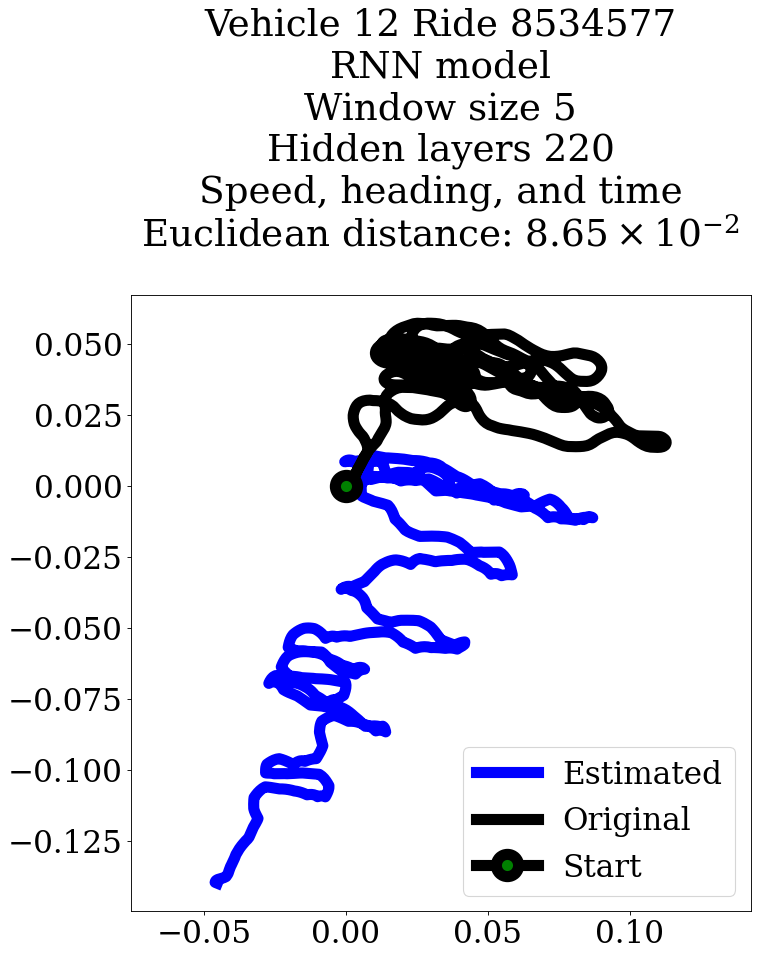 Vehicle 12 Ride 8534577
RNN model
Window size 5
Hidden layers 220
Speed, heading, and time
Euclidean distance: 8.65 × 10⁻²
0.050
0.025
0.000
−0.025
−0.050
−0.075
−0.100
−0.125
Estimated
Original
Start
−0.05 0.00 0.05 0.10